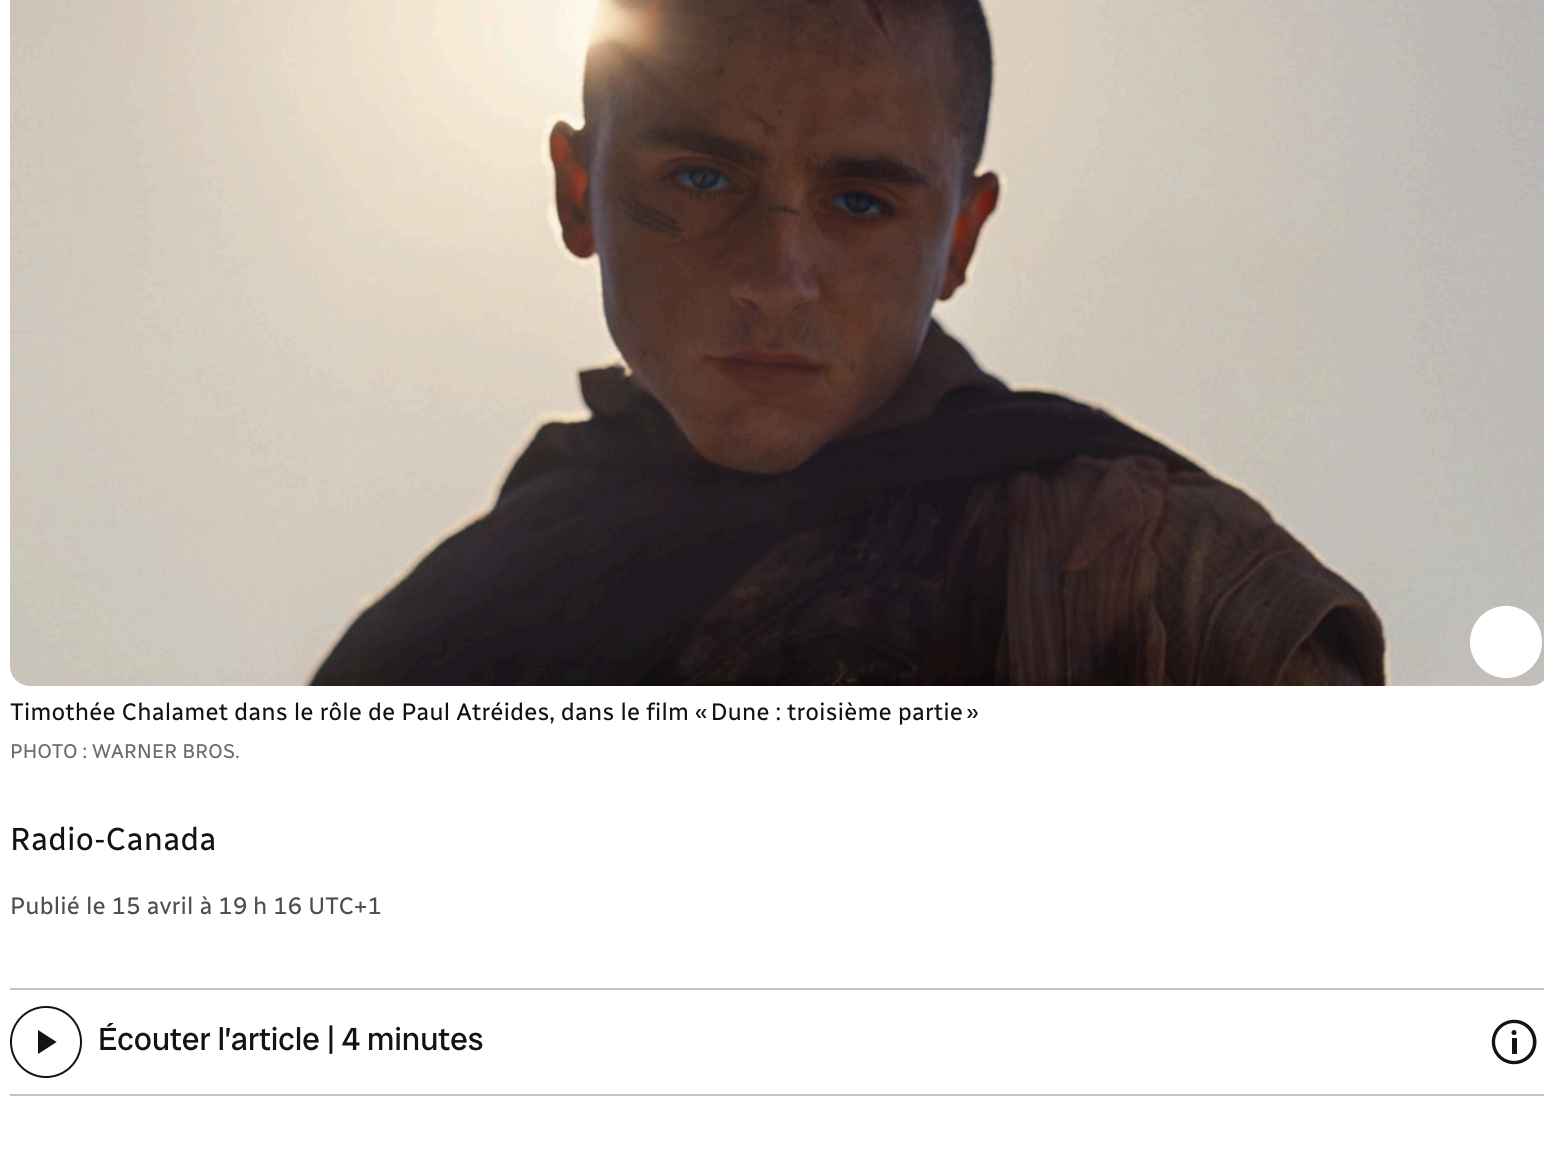 Timothée Chalamet dans le rôle de Paul Atréides, dans le film « Dune : troisième partie »
PHOTO : WARNER BROS.
Radio-Canada
Publié le 15 avril à 19 h 16 UTC+1
Écouter l’article | 4 minutes